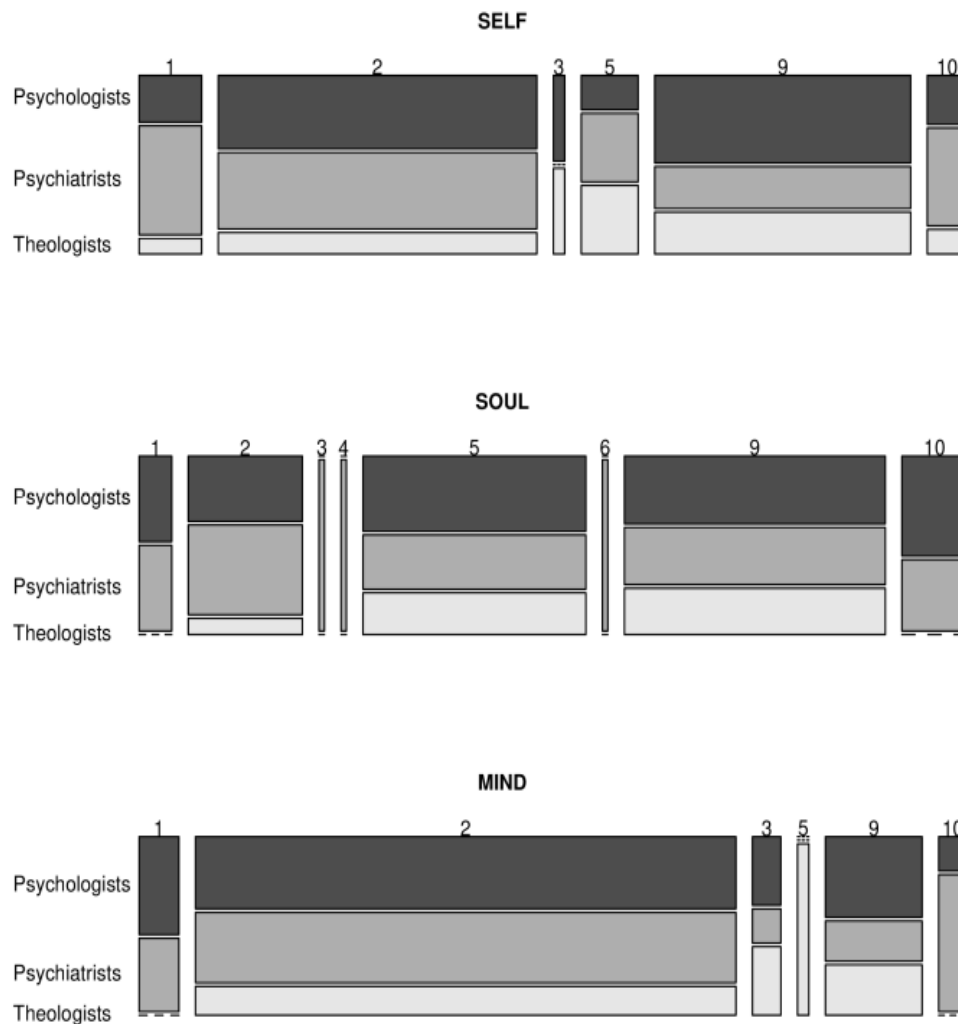 SELF
1 2 3 5 9 10
Psychologists
Psychiatrists
Theologists
SOUL
1 2 3 4 5 6 9 10
Psychologists
Psychiatrists
Theologists
MIND
1 2 3 5 9 10
Psychologists
Psychiatrists
Theologists